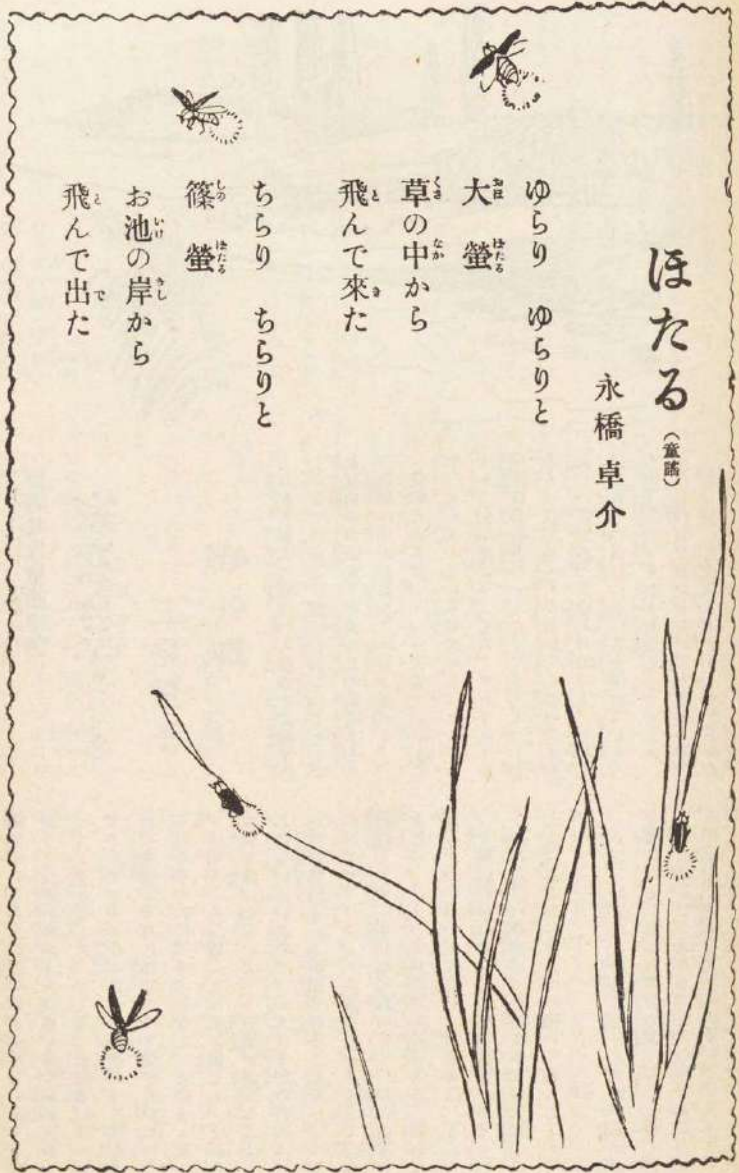 ほたる（童謠）
永橋卓介
ゆらり　ゆらりと
大螢
草の中から
飛んで來た
ちらり　ちらりと
篠螢
お池の岸から
飛んで出た